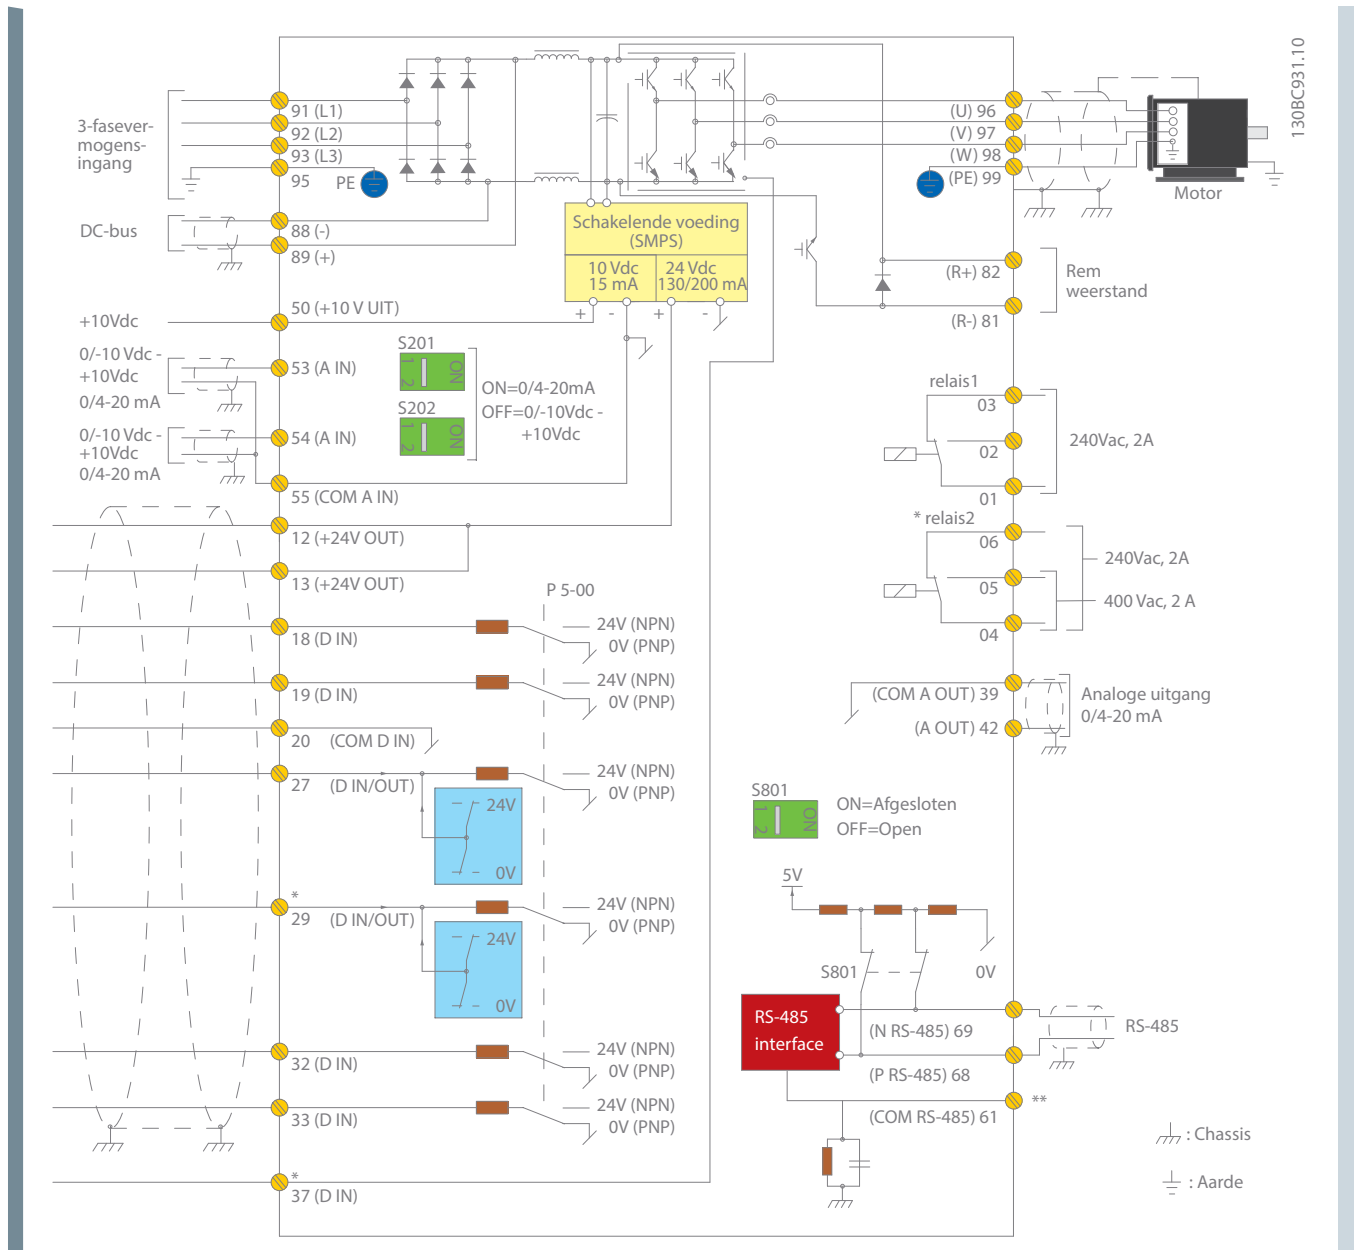 130BC931.10
3-fasever-
mogens-
ingang
91 (L1)
92 (L2)
93 (L3)
95
PE
(U) 96
(V) 97
(W) 98
(PE) 99
Motor
DC-bus
88 (-)
89 (+)
Schakelende voeding
(SMPS)
10 Vdc
15 mA
24 Vdc
130/200 mA
+ - + -
(R+) 82
(R-) 81
Rem
weerstand
+10Vdc
50 (+10 V UIT)
0/-10 Vdc -
+10Vdc
0/4-20 mA
53 (A IN)
0/-10 Vdc -
+10Vdc
0/4-20 mA
54 (A IN)
55 (COM A IN)
S201
1 2 ON
S202
1 2 ON
ON=0/4-20mA
OFF=0/-10Vdc -
+10Vdc
relais1
03
02
01
240Vac, 2A
* relais2
06
05
04
240Vac, 2A
400 Vac, 2 A
12 (+24V OUT)
13 (+24V OUT)
P 5-00
18 (D IN)
24V (NPN)
0V (PNP)
19 (D IN)
24V (NPN)
0V (PNP)
20 (COM D IN)
27 (D IN/OUT)
24V (NPN)
0V (PNP)
24V
0V
*
29 (D IN/OUT)
24V (NPN)
0V (PNP)
24V
0V
32 (D IN)
24V (NPN)
0V (PNP)
33 (D IN)
24V (NPN)
0V (PNP)
*
37 (D IN)
(COM A OUT) 39
(A OUT) 42
Analoge uitgang
0/4-20 mA
S801
1 2 ON
ON=Afgesloten
OFF=Open
5V
S801
0V
RS-485
interface
(N RS-485) 69
(P RS-485) 68
(COM RS-485) 61
RS-485
**
: Chassis
: Aarde